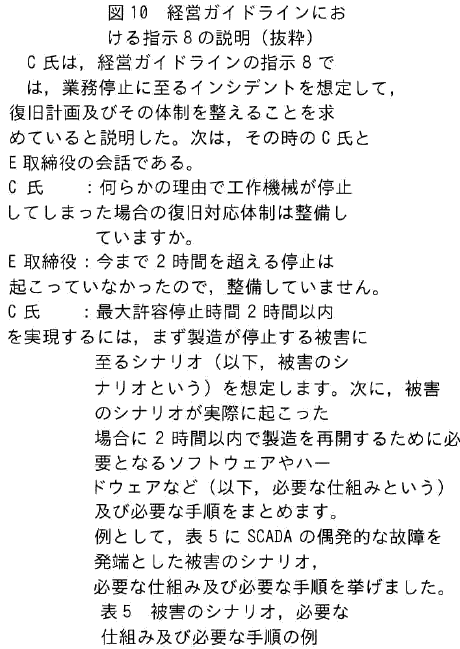 図10 経営ガイドラインにお
ける指示8の説明（抜粋）
C氏は，経営ガイドラインの指示8で
は，業務停止に至るインシデントを想定して，
復旧計画及びその体制を整えることを求
めていると説明した。次は，その時のC氏と
E取締役の会話である。
C 氏　　：何らかの理由で工作機械が停止
してしまった場合の復旧対応体制は整備し
ていますか。
E取締役：今まで2時間を超える停止は
起こっていなかったので，整備していません。
C 氏　　：最大許容停止時間2時間以内
を実現するには，まず製造が停止する被害に
至るシナリオ（以下，被害のシ
ナリオという）を想定します。次に，被害
のシナリオが実際に起こった
場合に2時間以内で製造を再開するために必
要となるソフトウェアやハー
ドウェアなど（以下，必要な仕組みという）
及び必要な手順をまとめます。
例として，表5にSCADAの偶発的な故障を
発端とした被害のシナリオ，
必要な仕組み及び必要な手順を挙げました。
表5　被害のシナリオ，必要な
仕組み及び必要な手順の例